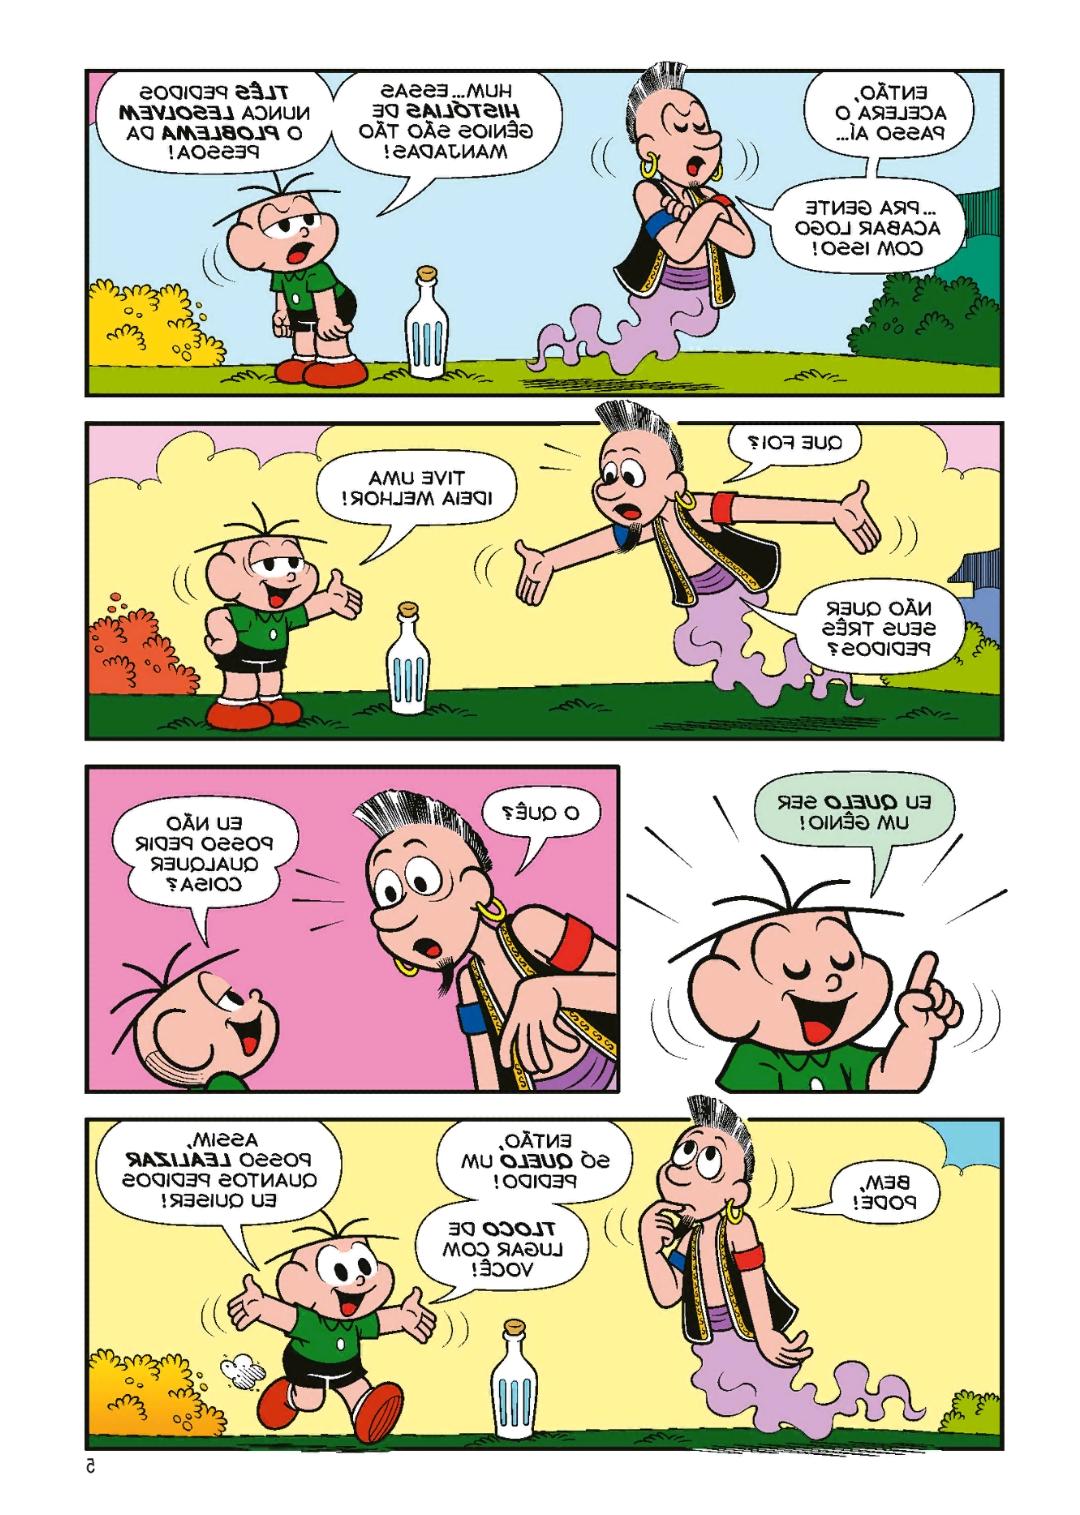 ENTÃO,
ACELERA O
PASSO AÍ...
...PRA GENTE
ACABAR LOGO
COM ISSO!
HUM... ESSAS
HISTÓLIAS DE
GÊNIOS SÃO TÃO
MANJADAS!
TLÊS PEDIDOS
NUNCA LESOLVEM
O PLOBLEMA DA
PESSOA!
QUE FOI?
NÃO QUER
SEUS TRÊS
PEDIDOS?
TIVE UMA
IDEIA MELHOR!
EU QUELO SER
UM GÊNIO!
O QUÊ?
EU NÃO
POSSO PEDIR
QUALQUER
COISA?
BEM,
PODE!
ENTÃO,
SÓ QUELO UM
PEDIDO!
TLOCO DE
LUGAR COM
VOCÊ!
ASSIM,
POSSO LEALIZAR
QUANTOS PEDIDOS
EU QUISER!
5